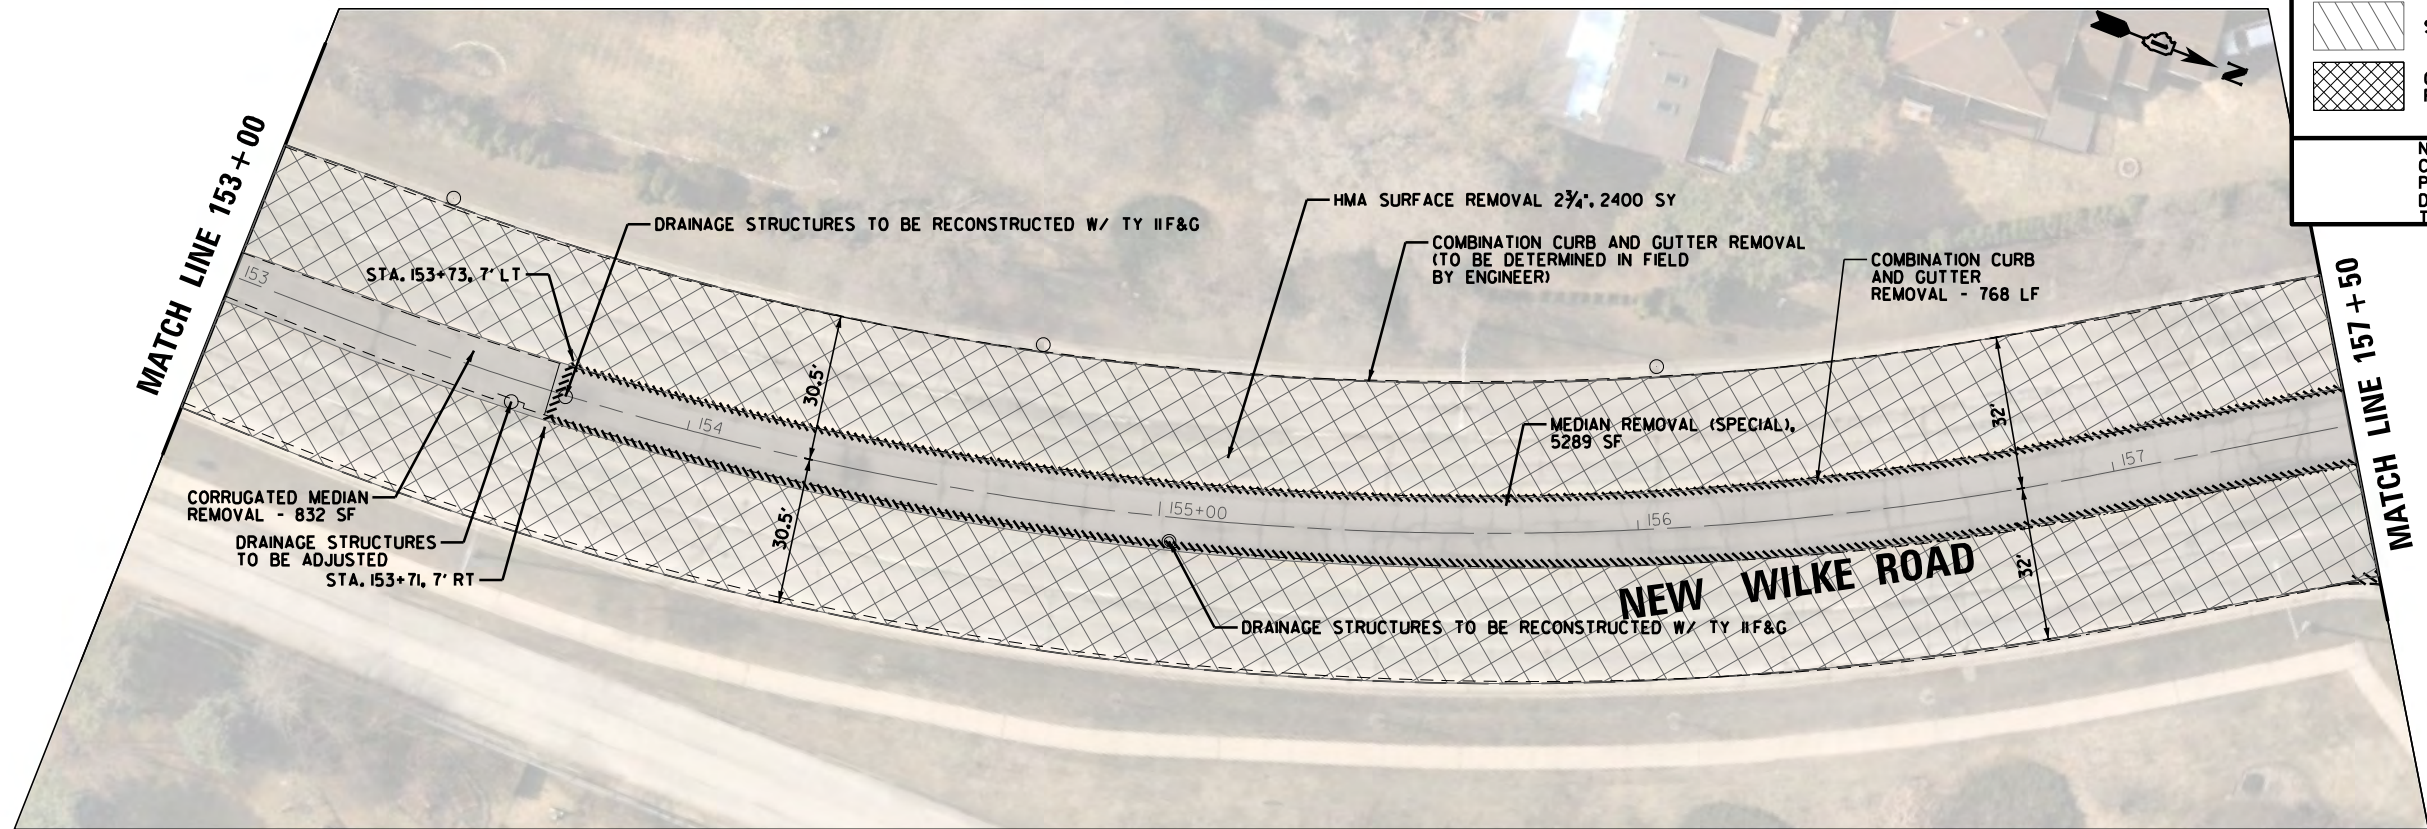 MATCH LINE 153+00
153
STA. 153+73, 7' LT
DRAINAGE STRUCTURES TO BE RECONSTRUCTED W/ TY II F&G
HMA SURFACE REMOVAL 2¾", 2400 SY
COMBINATION CURB AND GUTTER REMOVAL
(TO BE DETERMINED IN FIELD
BY ENGINEER)
COMBINATION CURB
AND GUTTER
REMOVAL - 768 LF
N
MATCH LINE 157+50
30.5'
30.5'
32'
32'
154
155+00
156
157
MEDIAN REMOVAL (SPECIAL),
5289 SF
CORRUGATED MEDIAN
REMOVAL - 832 SF
DRAINAGE STRUCTURES
TO BE ADJUSTED
STA. 153+71, 7' RT
NEW WILKE ROAD
DRAINAGE STRUCTURES TO BE RECONSTRUCTED W/ TY II F&G